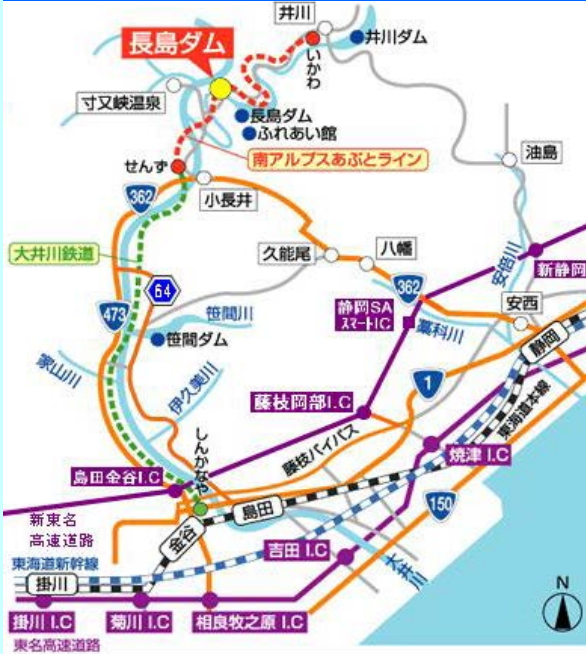 井川
井川ダム
いかわ
長島ダム
寸又峡温泉
長島ダム
ふれあい館
南アルプスあぷとライン
油島
せんず
362
小長井
大井川鉄道
久能尾
八幡
安倍川
新静岡
64
362
静岡SA
スマートIC
安西
473
笹間川
藁科川
静岡
笹間ダム
家山川
伊久美川
1
東海道本線
藤枝岡部I.C
しんかなや
藤枝バイパス
焼津 I.C
島田金谷I.C
150
新東名
高速道路
島田
金谷
吉田 I.C
大井川
東海道新幹線
掛川
N
掛川 I.C
菊川 I.C
相良牧之原 I.C
東名高速道路